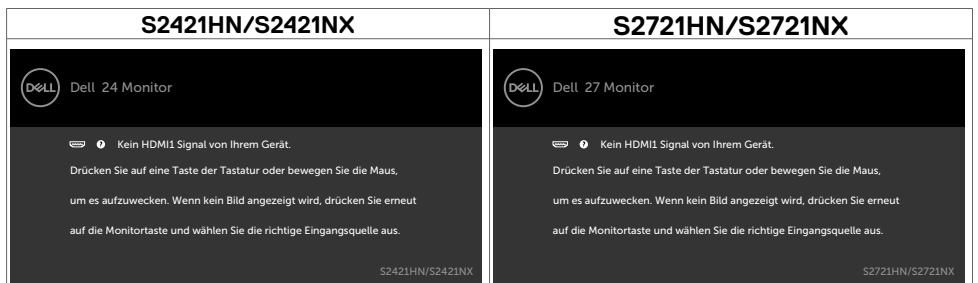 S2421HN/S2421NX
S2721HN/S2721NX
DELL
Dell 24 Monitor
Kein HDMI1 Signal von Ihrem Gerät.
Drücken Sie auf eine Taste der Tastatur oder bewegen Sie die Maus,
um es aufzuwecken. Wenn kein Bild angezeigt wird, drücken Sie erneut
auf die Monitortaste und wählen Sie die richtige Eingangsquelle aus.
S2421HN/S2421NX
DELL
Dell 27 Monitor
Kein HDMI1 Signal von Ihrem Gerät.
Drücken Sie auf eine Taste der Tastatur oder bewegen Sie die Maus,
um es aufzuwecken. Wenn kein Bild angezeigt wird, drücken Sie erneut
auf die Monitortaste und wählen Sie die richtige Eingangsquelle aus.
S2721HN/S2721NX